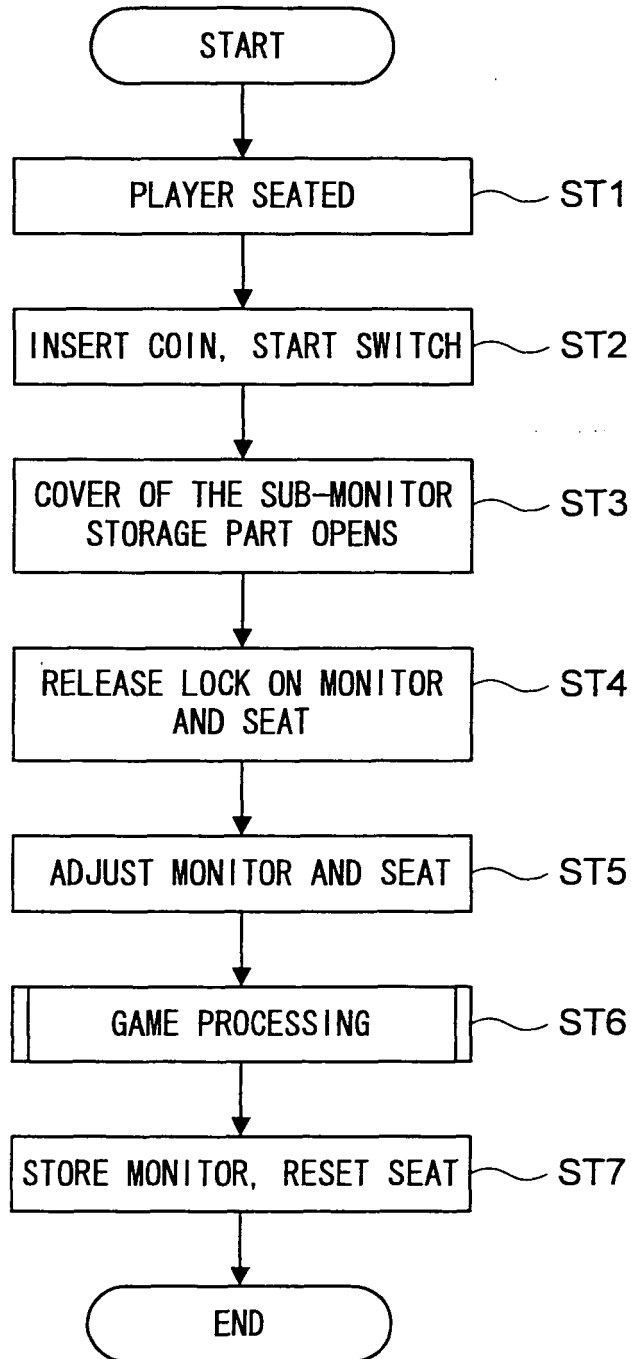 START
PLAYER SEATED
ST1
INSERT COIN, START SWITCH
ST2
COVER OF THE SUB-MONITOR
STORAGE PART OPENS
ST3
RELEASE LOCK ON MONITOR
AND SEAT
ST4
ADJUST MONITOR AND SEAT
ST5
GAME PROCESSING
ST6
STORE MONITOR, RESET SEAT
ST7
END